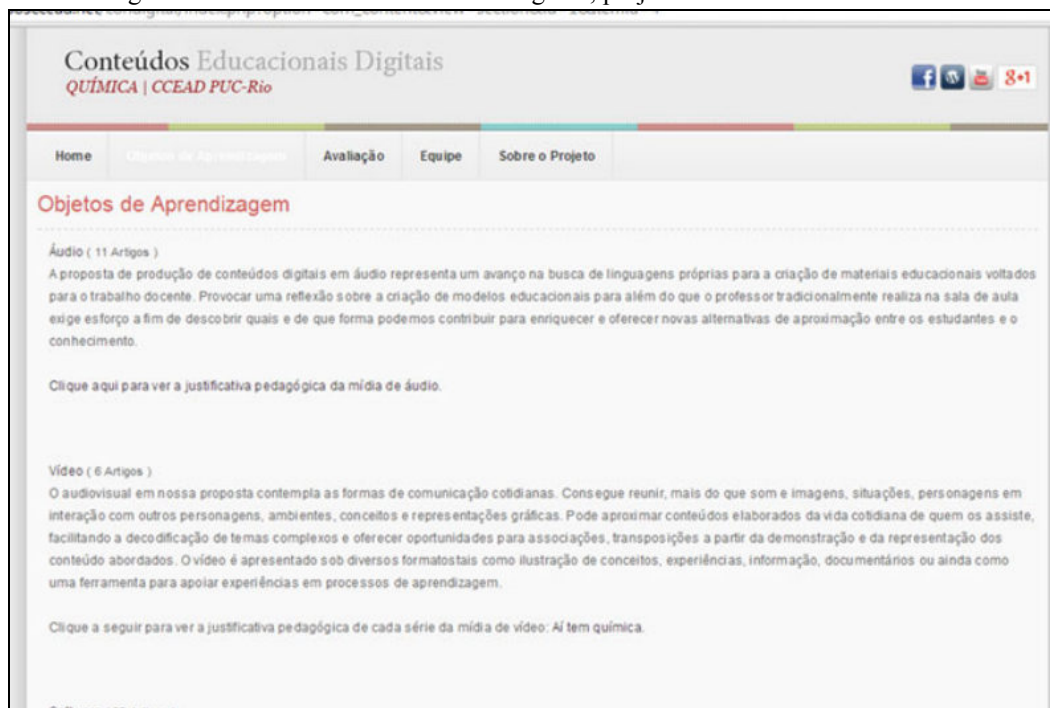 Conteúdos Educacionais Digitais
QUÍMICA | CCEAD PUC-Rio
8+1
Home Objetos de Aprendizagem Avaliação Equipe Sobre o Projeto
Objetos de Aprendizagem
Áudio ( 11 Artigos )
A proposta de produção de conteúdos digitais em áudio representa um avanço na busca de linguagens próprias para a criação de materiais educacionais voltados
para o trabalho docente. Provocar uma reflexão sobre a criação de modelos educacionais para além do que o professor tradicionalmente realiza na sala de aula
exige esforço a fim de descobrir quais e de que forma podemos contribuir para enriquecer e oferecer novas alternativas de aproximação entre os estudantes e o
conhecimento.
Clique aqui para ver a justificativa pedagógica da mídia de áudio.
Vídeo ( 6 Artigos )
O audiovisual em nossa proposta contempla as formas de comunicação cotidianas. Consegue reunir, mais do que som e imagens, situações, personagens em
interação com outros personagens, ambientes, conceitos e representações gráficas. Pode aproximar conteúdos elaborados da vida cotidiana de quem os assiste,
facilitando a decodificação de temas complexos e oferecer oportunidades para associações, transposições a partir da demonstração e da representação dos
conteúdo abordados. O vídeo é apresentado sob diversos formatostais como ilustração de conceitos, experiências, informação, documentários ou ainda como
uma ferramenta para apoiar experiências em processos de aprendizagem.
Clique a seguir para ver a justificativa pedagógica de cada série da mídia de vídeo: Aí tem química.